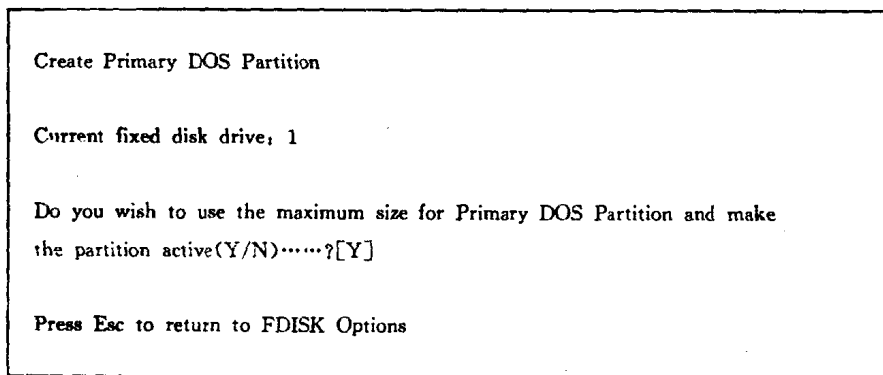 Create Primary DOS Partition
Current fixed disk drive: 1
Do you wish to use the maximum size for Primary DOS Partition and make
the partition active(Y/N)……?[Y]
Press Esc to return to FDISK Options